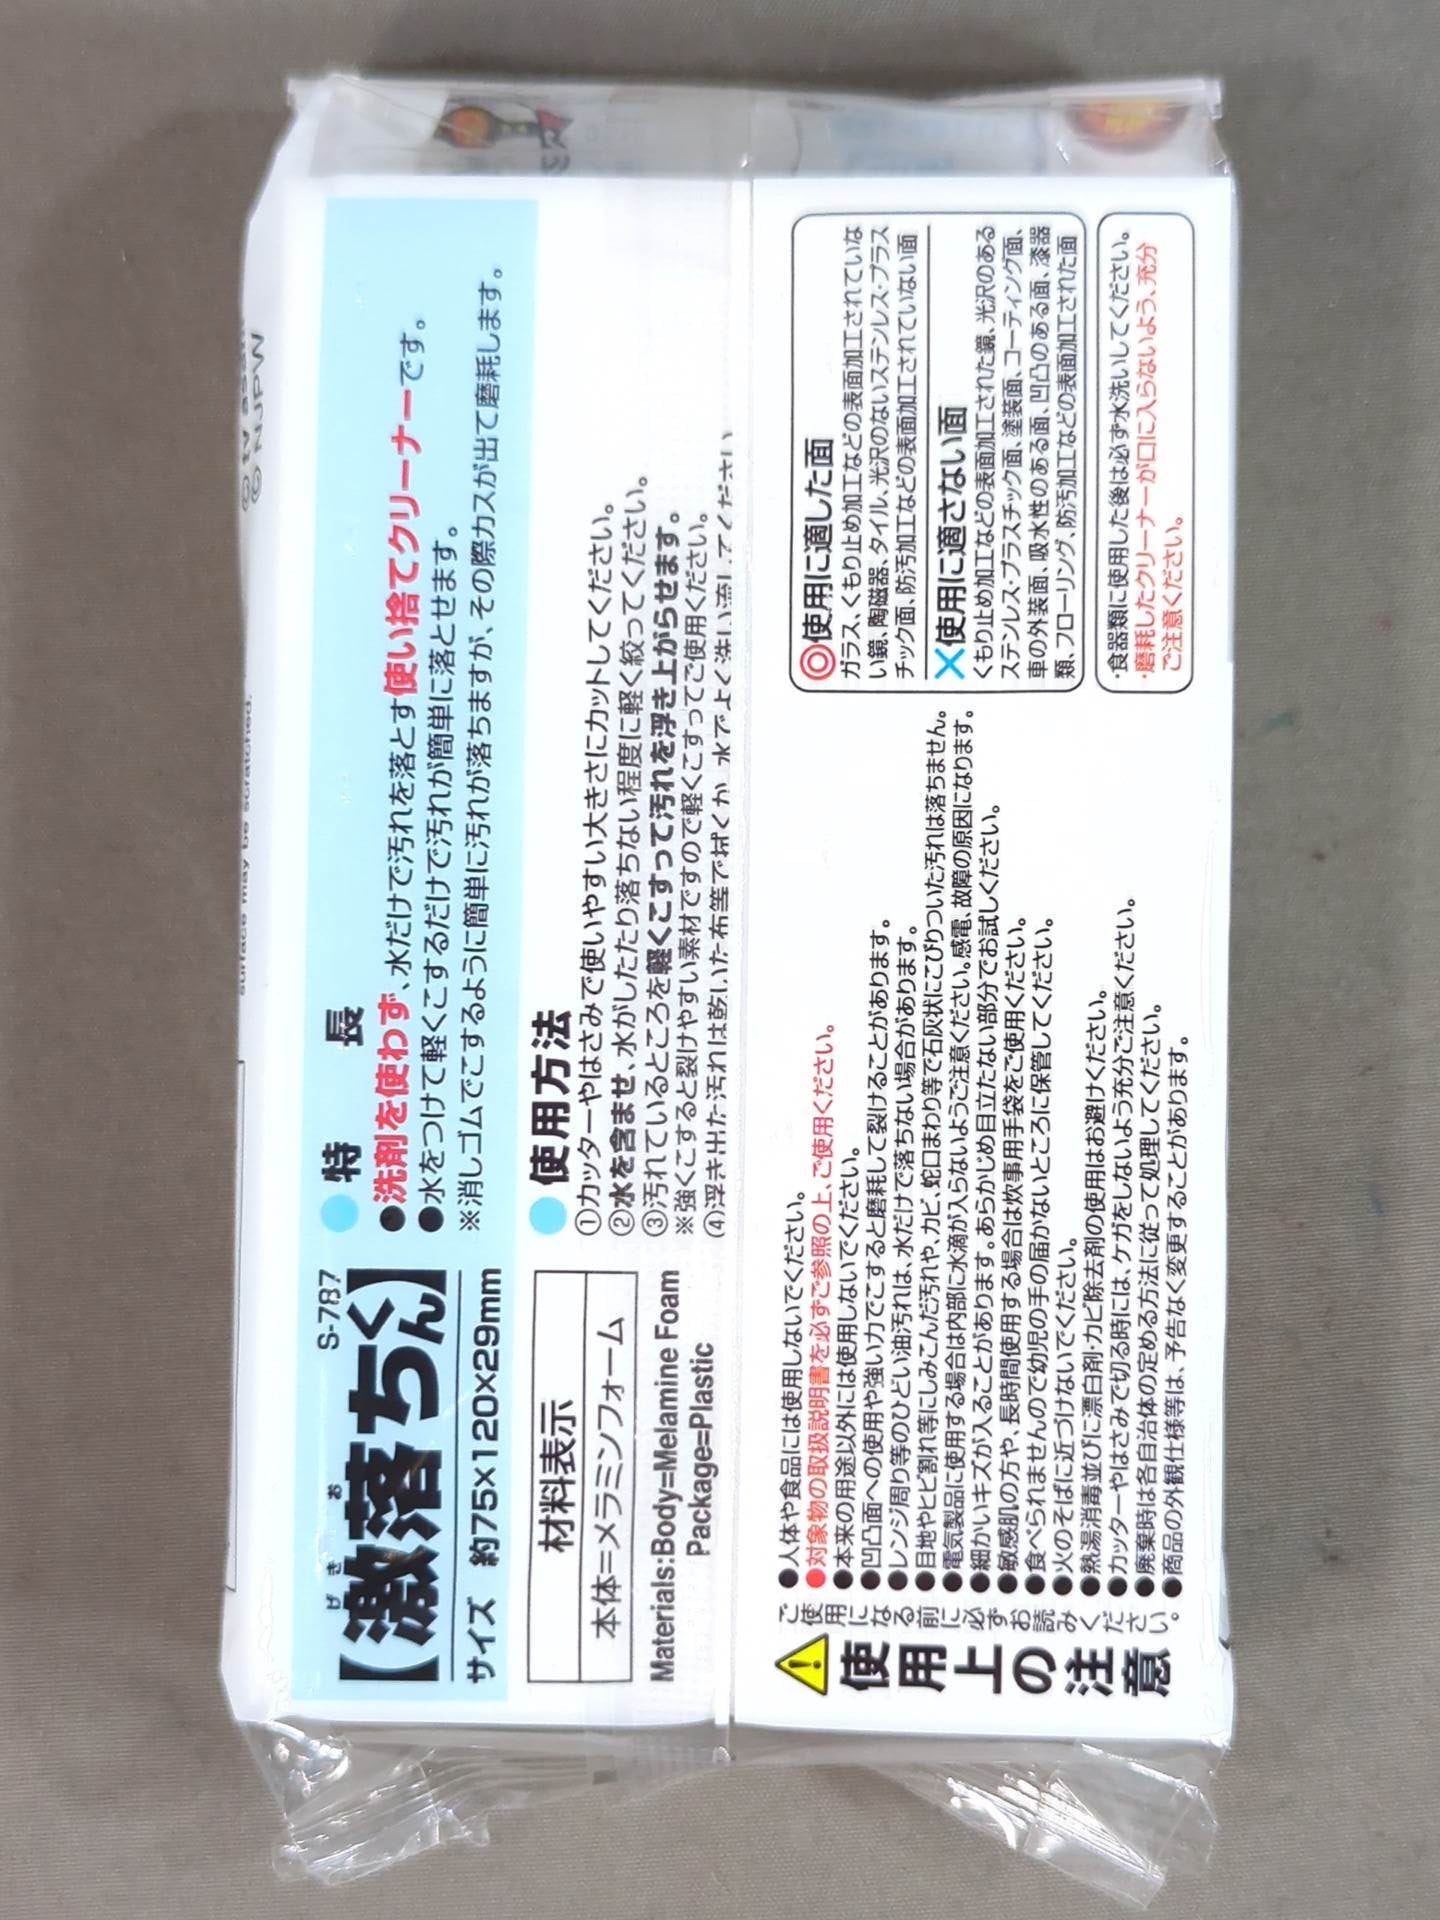 surface may be scratched.
©tv asahi
©NJPW
S-787
【激落ちくん】
げき お
サイズ 約75×120×29mm
材料表示
本体=メラミンフォーム
Materials:Body=Melamine Foam
Package=Plastic
●特 長
●洗剤を使わず、水だけで汚れを落とす使い捨てクリーナーです。
●水をつけて軽くこするだけで汚れが簡単に落とせます。
※消しゴムでこするように簡単に汚れが落ちますが、その際カスが出て磨耗します。
●使用方法
①カッターやはさみで使いやすい大きさにカットしてください。
②水を含ませ、水がしたたり落ちない程度に軽く絞ってください。
③汚れているところを軽くこすって汚れを浮き上がらせます。
※強くこすると裂けやすい素材ですので軽くこすってご使用ください。
④浮き出た汚れは乾いた布等で拭くか、水でよく洗い流してください
使用上の注意
ご使用になる前に必ずお読みください。
●人体や食品には使用しないでください。
●対象物の取扱説明書を必ずご参照の上、ご使用ください。
●本来の用途以外には使用しないでください。
●凹凸面への使用や強い力でこすると磨耗して裂けることがあります。
●レンジ周り等のひどい油汚れは、水だけで落ちない場合があります。
●目地やヒビ割れ等にしみこんだ汚れや、カビ、蛇口まわり等で石灰状にこびりついた汚れは落ちません。
●電気製品に使用する場合は内部に水滴が入らないようご注意ください。感電、故障の原因になります。
●細かいキズが入ることがあります。あらかじめ目立たない部分でお試しください。
●敏感肌の方や、長時間使用する場合は炊事用手袋をご使用ください。
●食べられませんので幼児の手の届かないところに保管してください。
●火のそばに近づけないでください。
●熱湯消毒並びに漂白剤・カビ除去剤の使用はお避けください。
●カッターやはさみで切る時には、ケガをしないよう充分ご注意ください。
●廃棄時は各自治体の定める方法に従って処理してください。
●商品の外観仕様等は、予告なく変更することがあります。
◎使用に適した面
ガラス、くもり止め加工などの表面加工されていな
い鏡、陶磁器、タイル、光沢のないステンレス・プラス
チック面、防汚加工などの表面加工されていない面
×使用に適さない面
くもり止め加工などの表面加工された鏡、光沢のある
ステンレス・プラスチック面、塗装面、コーティング面、
車の外装面、吸水性のある面、凹凸のある面、漆器
類、フローリング、防汚加工などの表面加工された面
・食器類に使用した後は必ず水洗いしてください。
・磨耗したクリーナーが口に入らないよう、充分
ご注意ください。